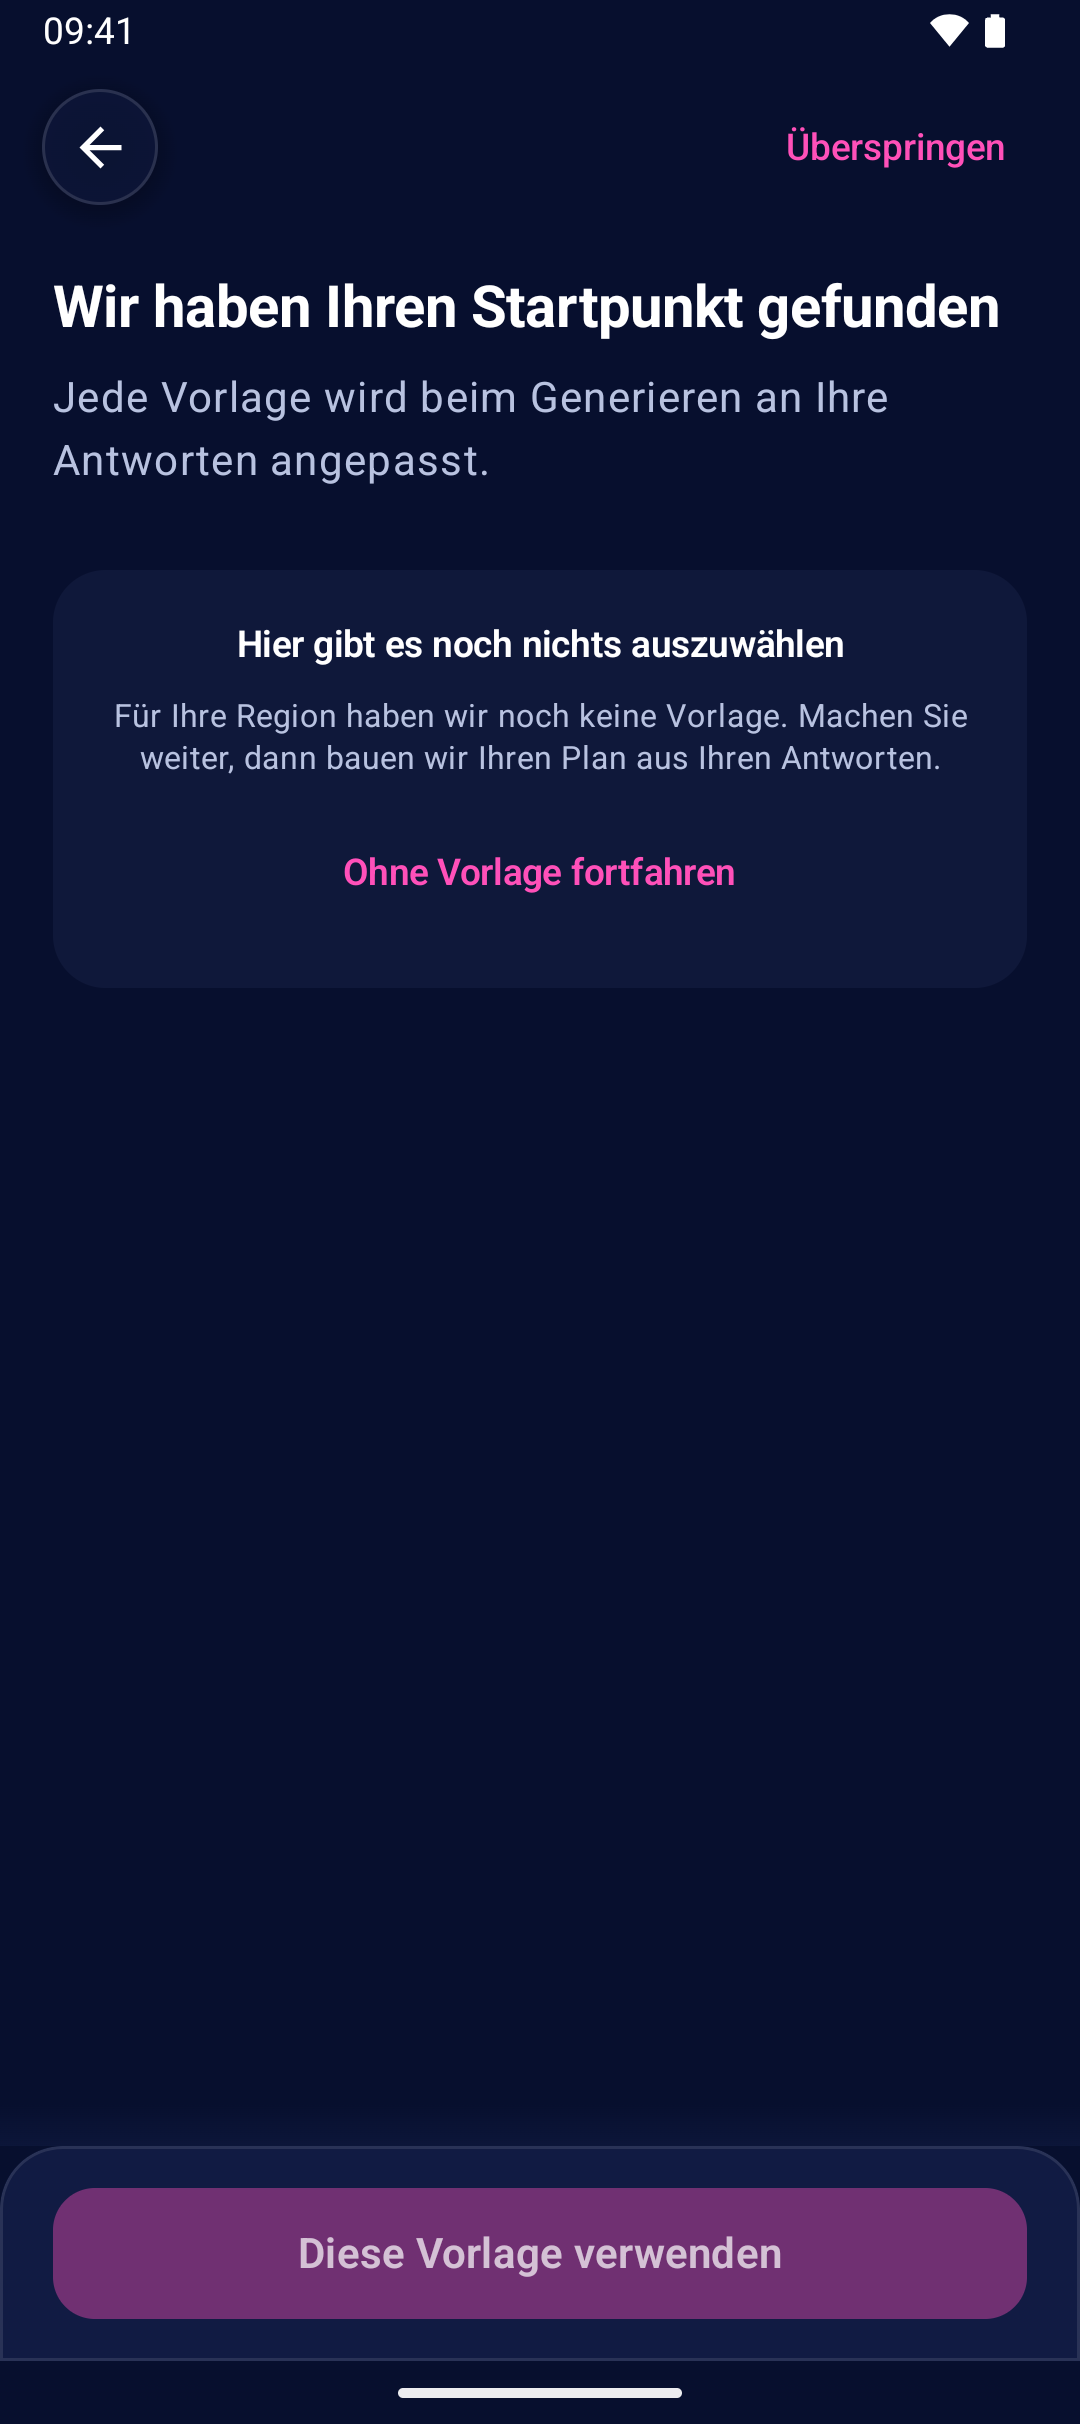 09:41
Überspringen
Wir haben Ihren Startpunkt gefunden
Jede Vorlage wird beim Generieren an Ihre
Antworten angepasst.
Hier gibt es noch nichts auszuwählen
Für Ihre Region haben wir noch keine Vorlage. Machen Sie
weiter, dann bauen wir Ihren Plan aus Ihren Antworten.
Ohne Vorlage fortfahren
Diese Vorlage verwenden